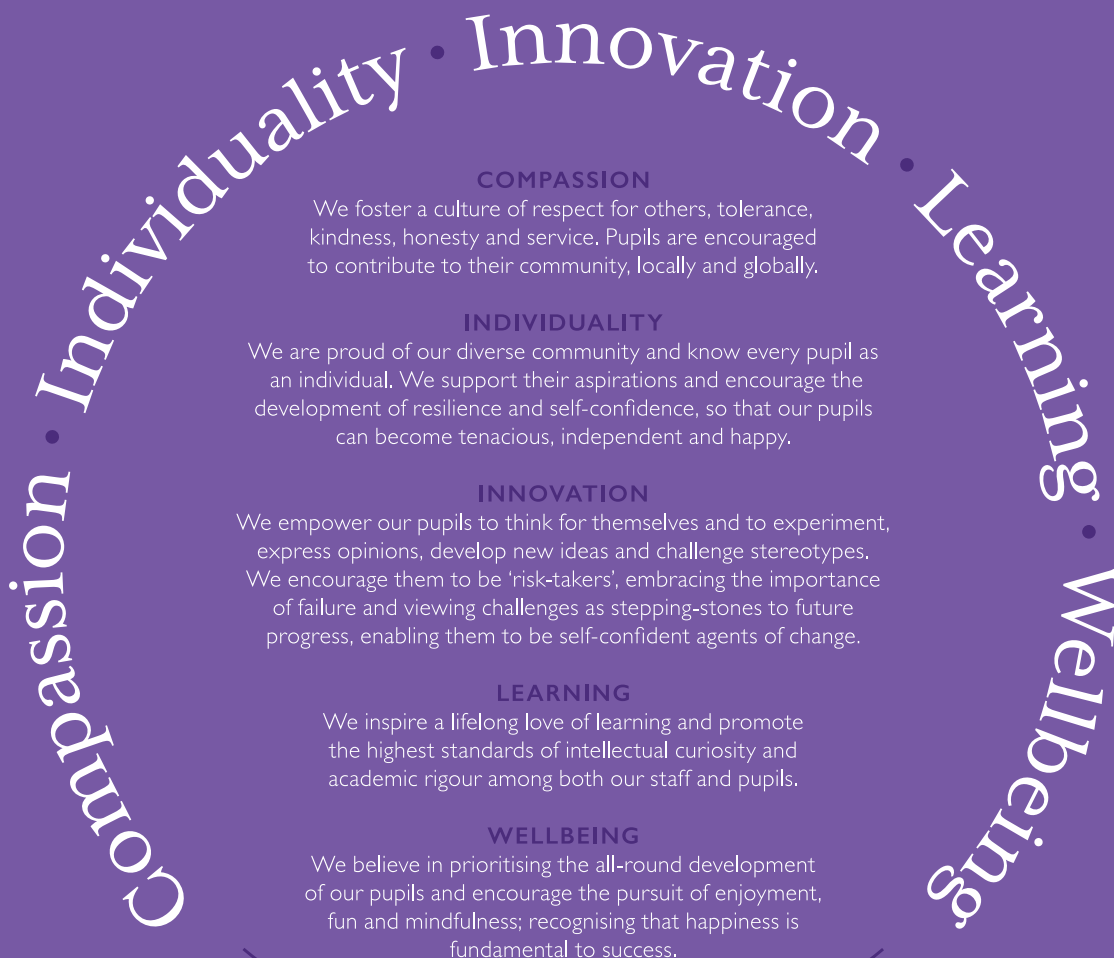 Compassion · Individuality · Innovation · Learning · Wellbeing
COMPASSION
We foster a culture of respect for others, tolerance,
kindness, honesty and service. Pupils are encouraged
to contribute to their community, locally and globally.
INDIVIDUALITY
We are proud of our diverse community and know every pupil as
an individual. We support their aspirations and encourage the
development of resilience and self-confidence, so that our pupils
can become tenacious, independent and happy.
INNOVATION
We empower our pupils to think for themselves and to experiment,
express opinions, develop new ideas and challenge stereotypes.
We encourage them to be ‘risk-takers’, embracing the importance
of failure and viewing challenges as stepping-stones to future
progress, enabling them to be self-confident agents of change.
LEARNING
We inspire a lifelong love of learning and promote
the highest standards of intellectual curiosity and
academic rigour among both our staff and pupils.
WELLBEING
We believe in prioritising the all-round development
of our pupils and encourage the pursuit of enjoyment,
fun and mindfulness; recognising that happiness is
fundamental to success.